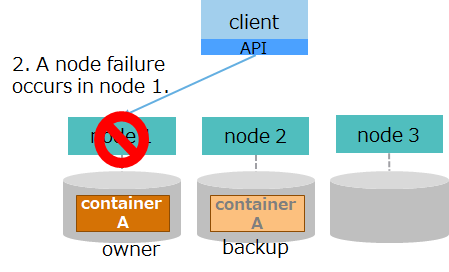 client
API
2. A node failure
occurs in node 1.
node 1
node 2
node 3
container
A
container
A
owner
backup